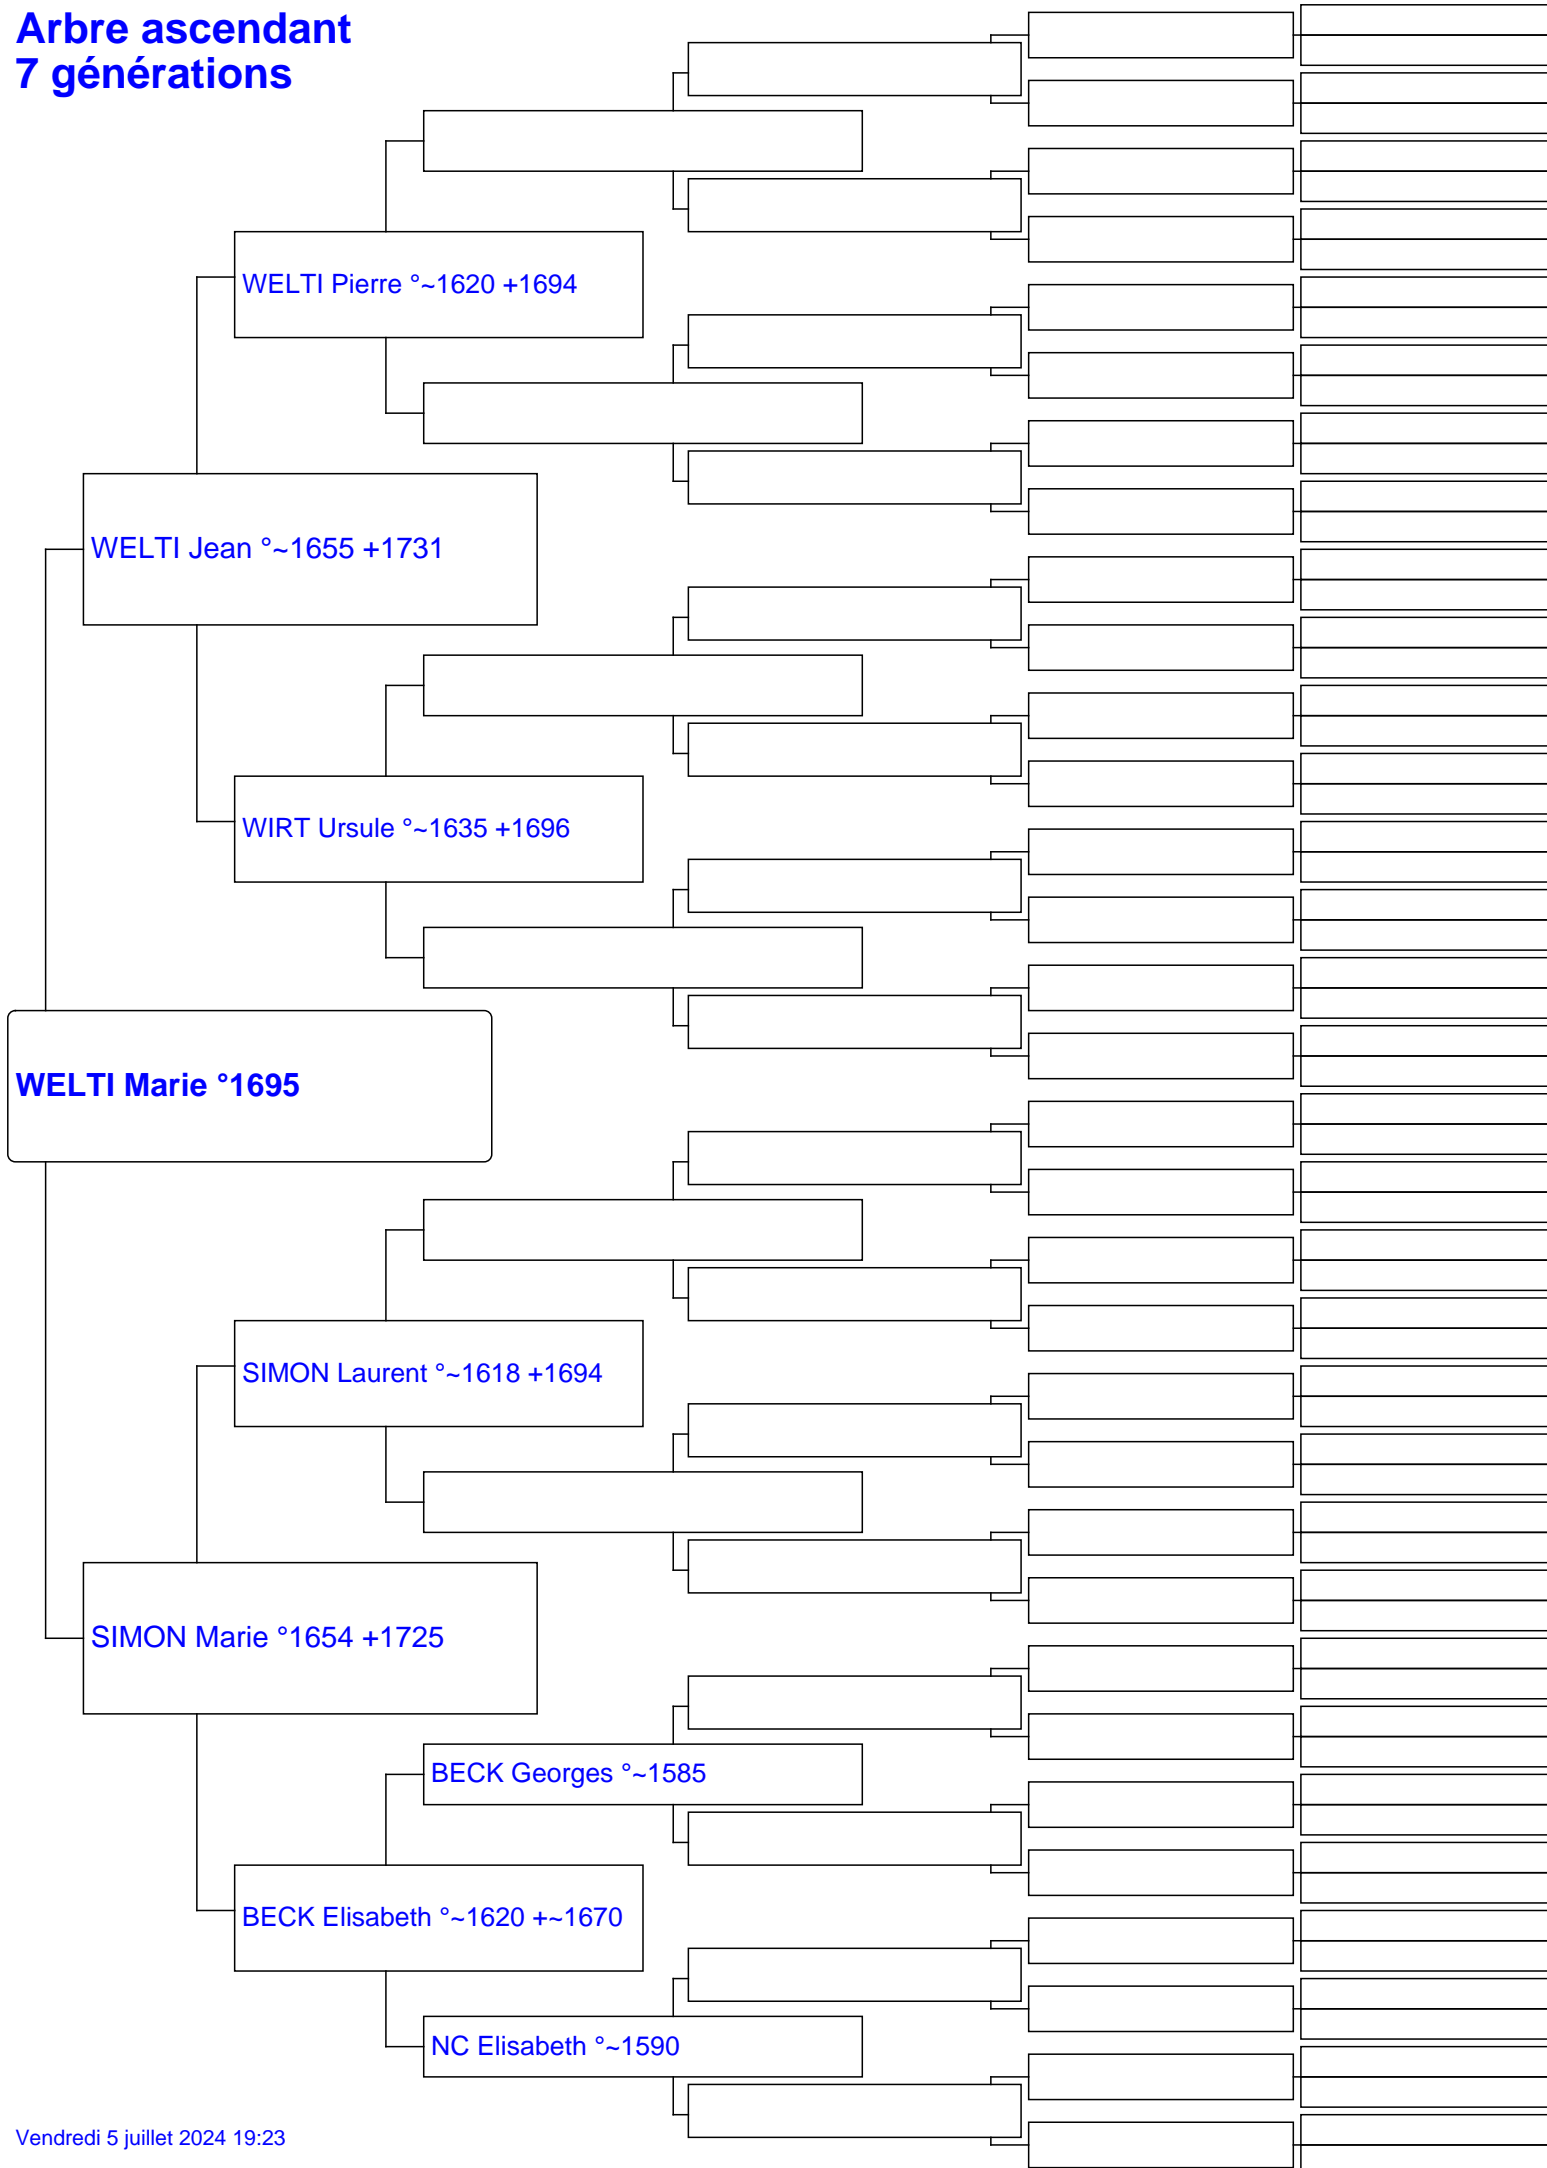 Arbre ascendant
7 générations
WELTI Pierre °~1620 +1694
WELTI Jean °~1655 +1731
WIRT Ursule °~1635 +1696
WELTI Marie °1695
SIMON Laurent °~1618 +1694
SIMON Marie °1654 +1725
BECK Georges °~1585
BECK Elisabeth °~1620 +~1670
NC Elisabeth °~1590
Vendredi 5 juillet 2024 19:23